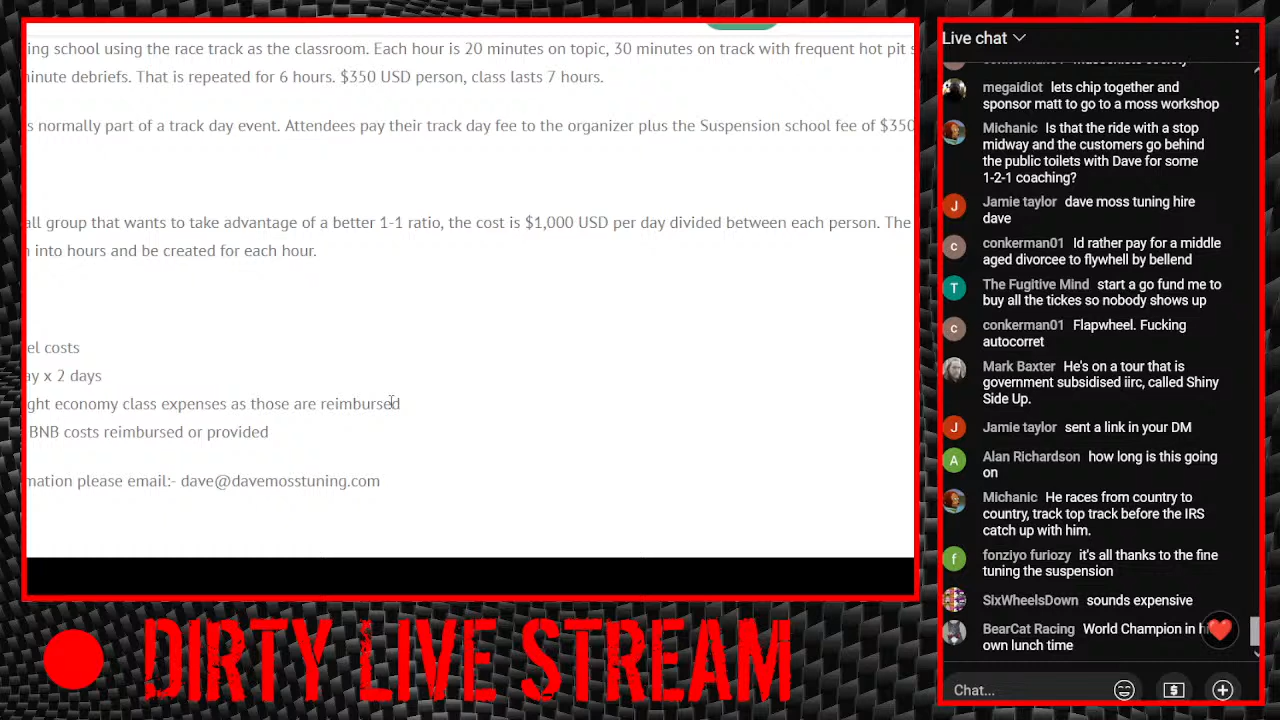 ing school using the race track as the classroom. Each hour is 20 minutes on topic, 30 minutes on track with frequent hot pit s
minute debriefs. That is repeated for 6 hours. $350 USD person, class lasts 7 hours.
s normally part of a track day event. Attendees pay their track day fee to the organizer plus the Suspension school fee of $350
all group that wants to take advantage of a better 1-1 ratio, the cost is $1,000 USD per day divided between each person. The
into hours and be created for each hour.
el costs
ay x 2 days
ght economy class expenses as those are reimbursed
BNB costs reimbursed or provided
mation please email:- dave@davemosstuning.com
DIRTY LIVE STREAM
Live chat
megaidiot lets chip together and
sponsor matt to go to a moss workshop
Michanic Is that the ride with a stop
midway and the customers go behind
the public toilets with Dave for some
1-2-1 coaching?
J Jamie taylor dave moss tuning hire
dave
c conkerman01 Id rather pay for a middle
aged divorcee to flywhell by bellend
T The Fugitive Mind start a go fund me to
buy all the tickes so nobody shows up
c conkerman01 Flapwheel. Fucking
autocorret
Mark Baxter He's on a tour that is
government subsidised iirc, called Shiny
Side Up.
J Jamie taylor sent a link in your DM
A Alan Richardson how long is this going
on
Michanic He races from country to
country, track top track before the IRS
catch up with him.
f fonziyo furiozy it's all thanks to the fine
tuning the suspension
SixWheelsDown sounds expensive
BearCat Racing World Champion in
own lunch time
Chat...